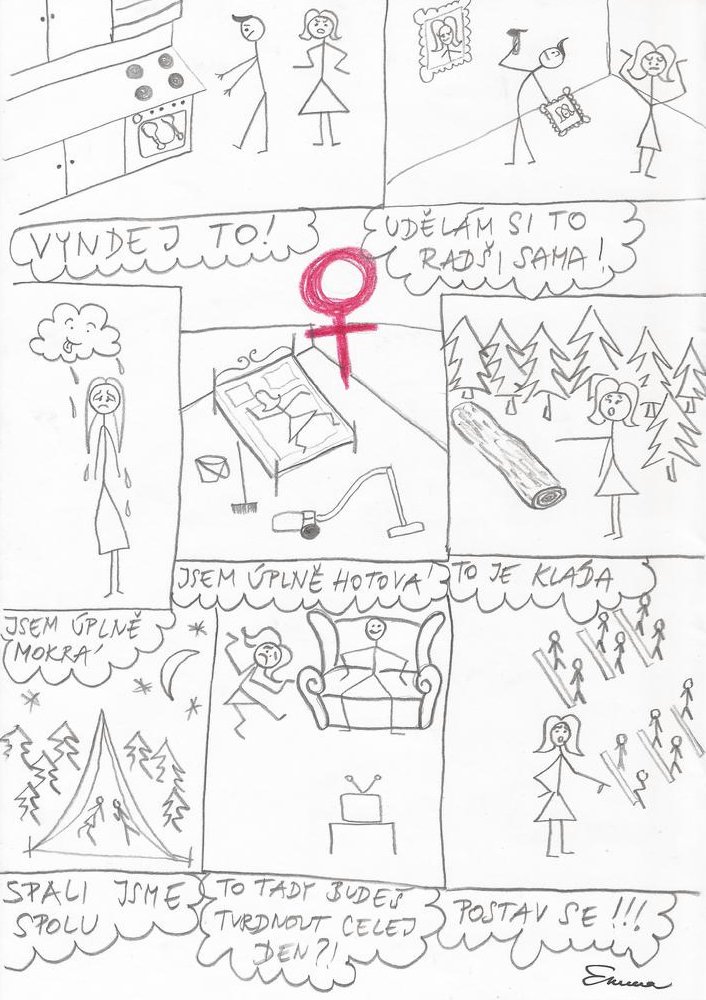 VYNDEJ TO!
UDĚLÁM SI TO
RADŠI SAMA!
JSEM ÚPLNĚ
MOKRÁ
JSEM ÚPLNĚ HOTOVÁ!
TO JE KLÁDA
SPALI JSME
SPOLU
TO TADY BUDEŠ
TVRDNOUT CELEJ
DEN?!
POSTAV SE!!!
Emma